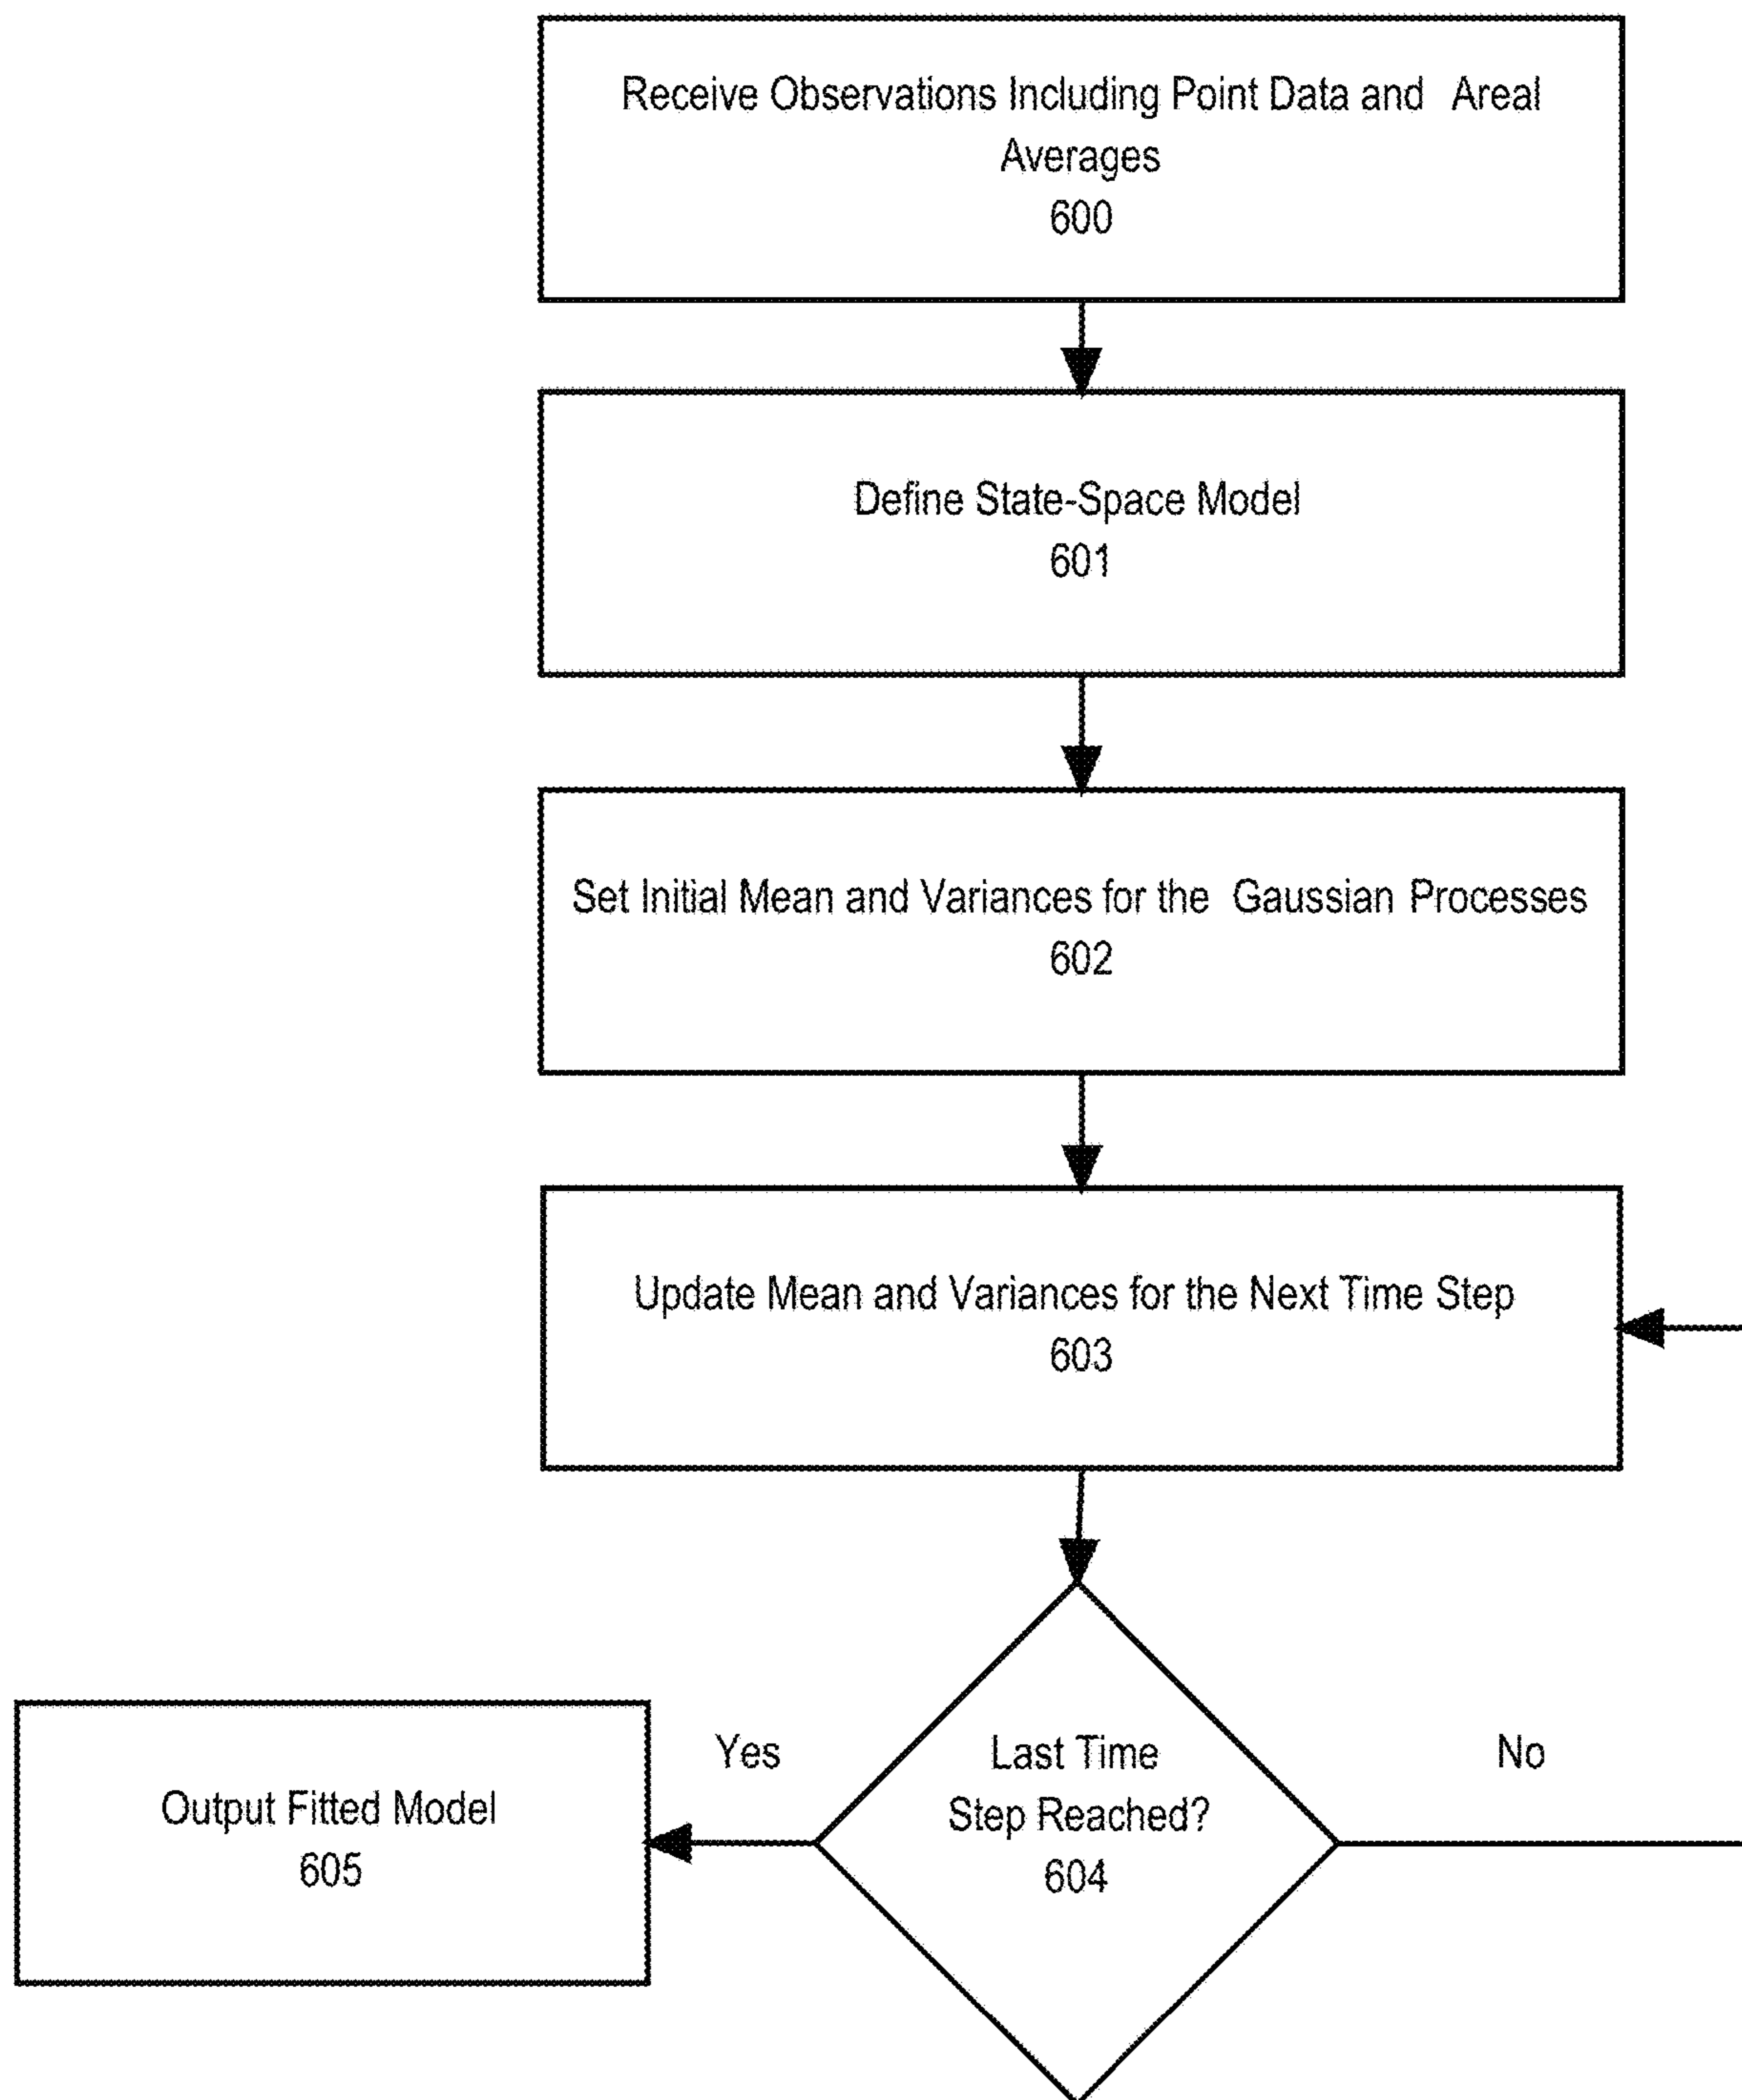 Receive Observations Including Point Data and Areal
Averages
600
Define State-Space Model
601
Set Initial Mean and Variances for the Gaussian Processes
602
Update Mean and Variances for the Next Time Step
603
Last Time
Step Reached?
604
Yes
No
Output Fitted Model
605